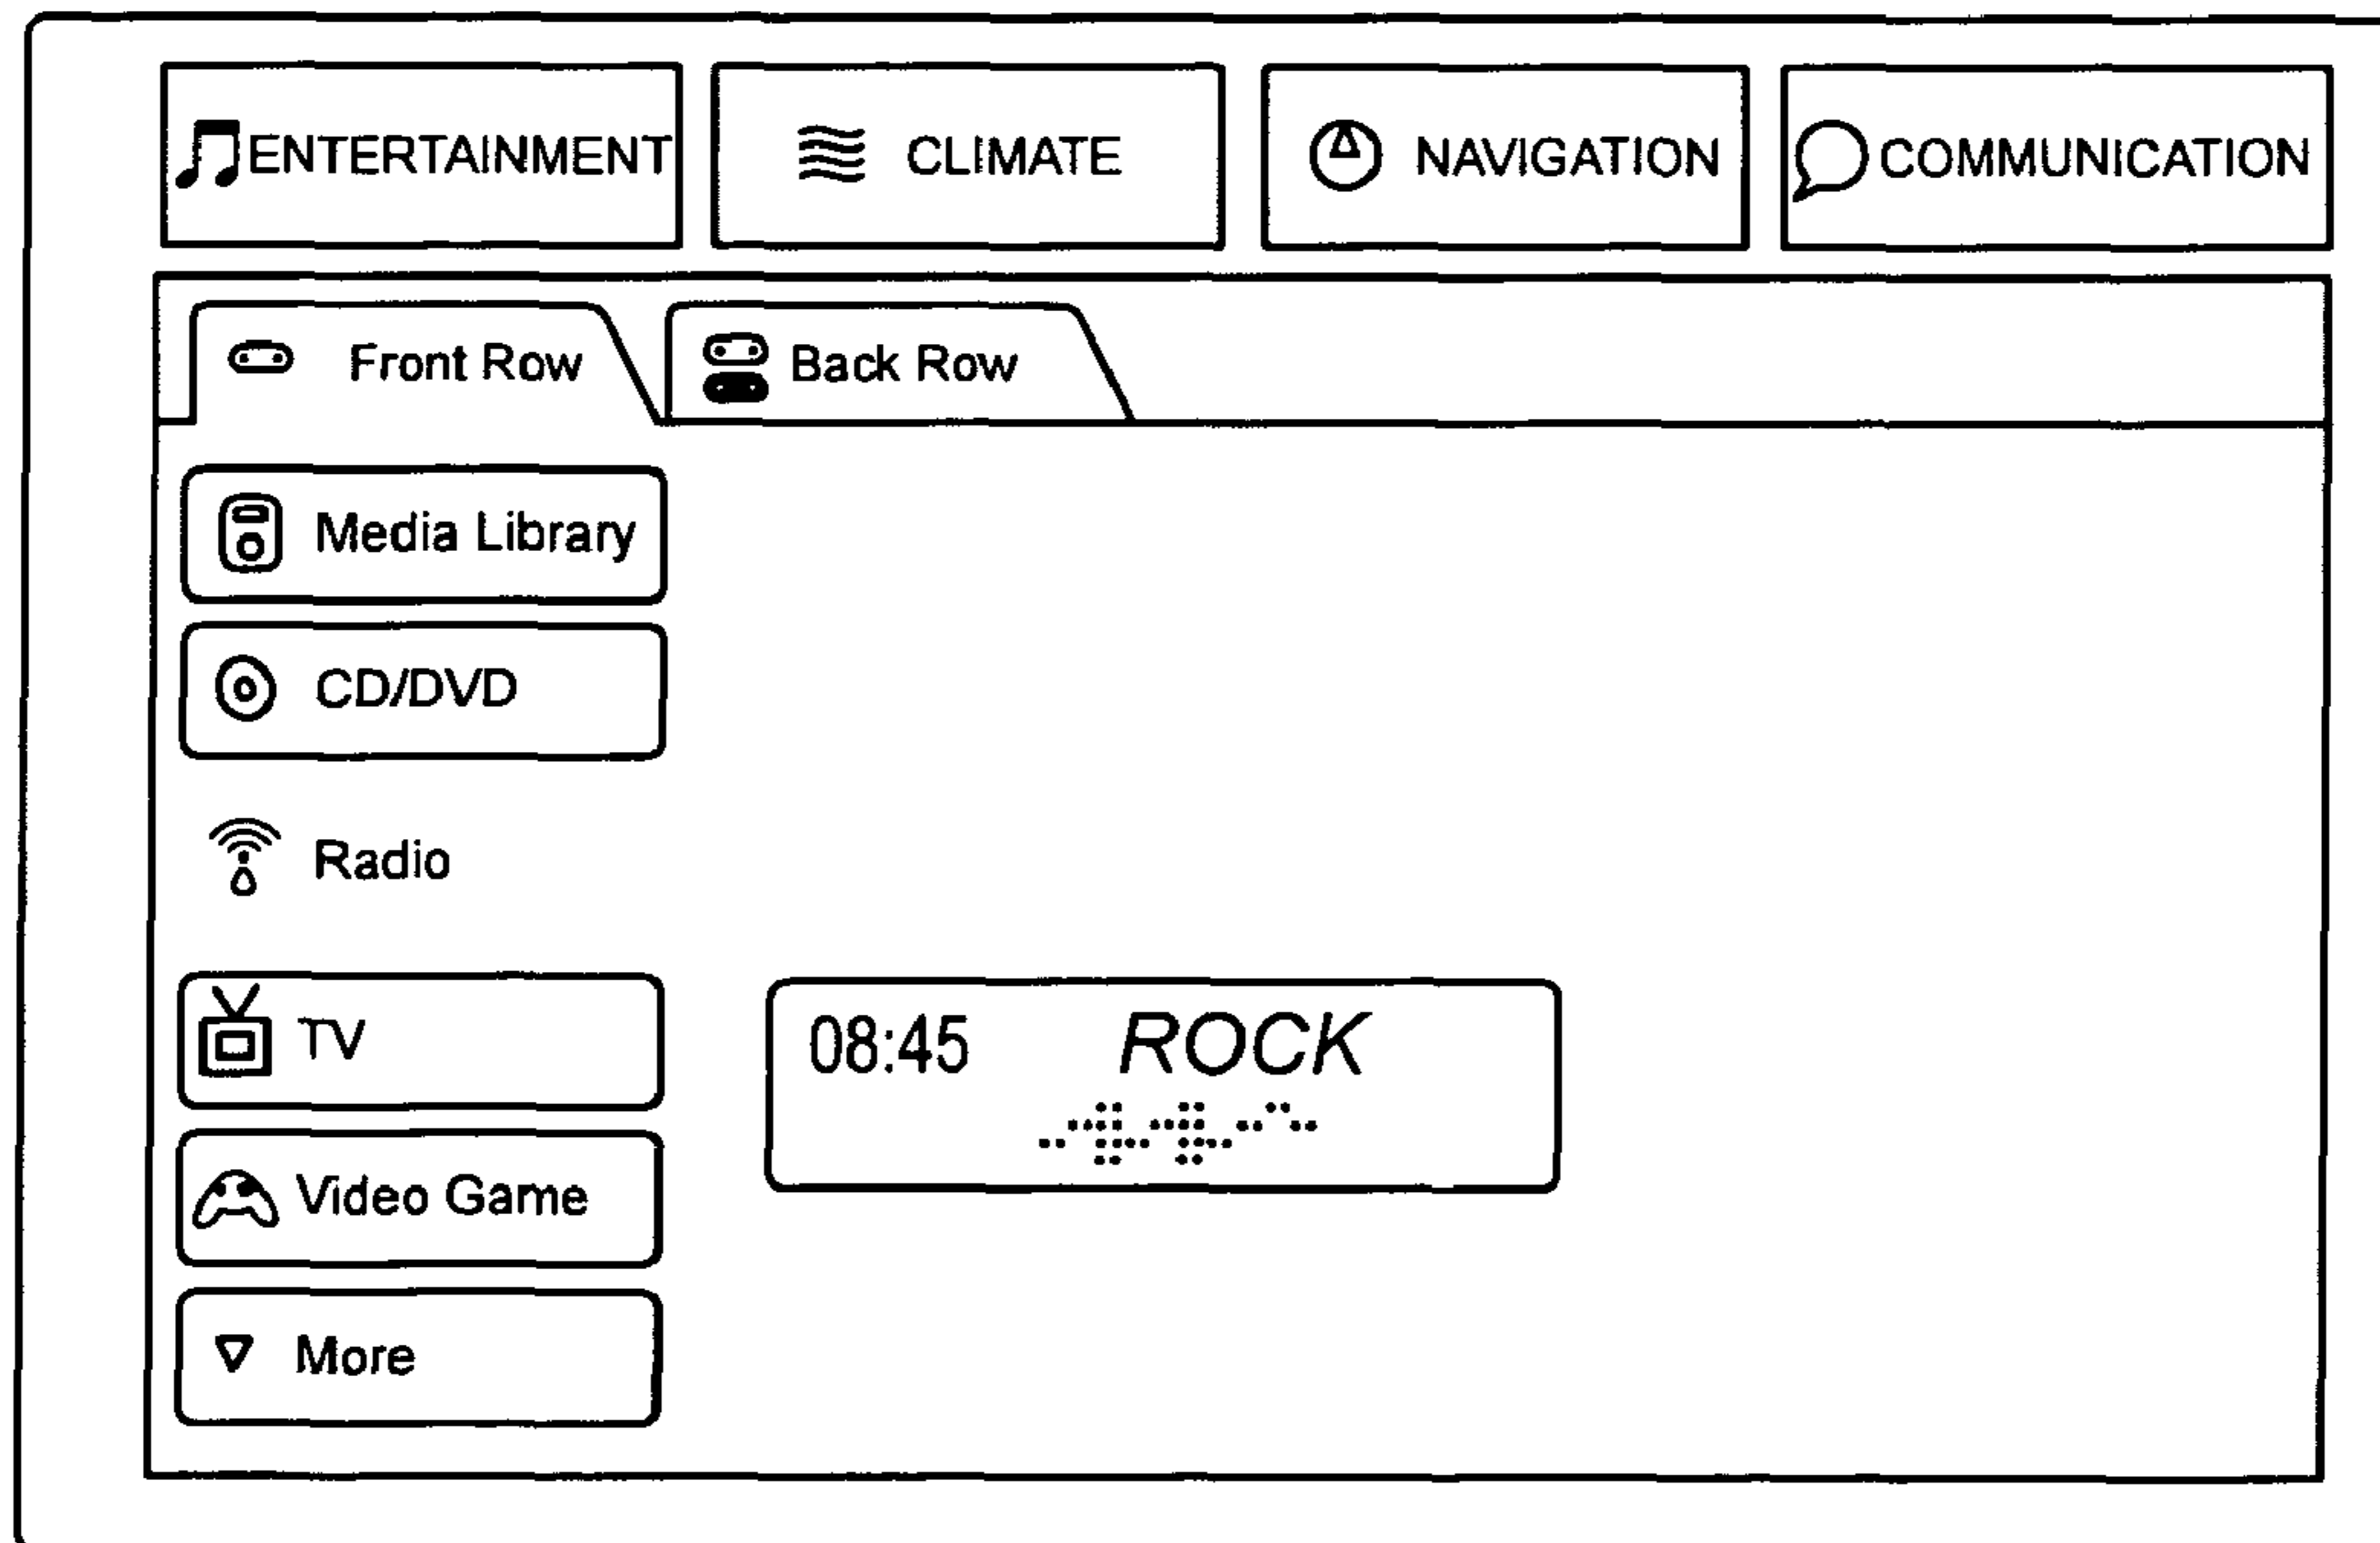 ENTERTAINMENT CLIMATE NAVIGATION COMMUNICATION
Front Row Back Row
Media Library
CD/DVD
Radio
TV
08:45 ROCK
Video Game
More